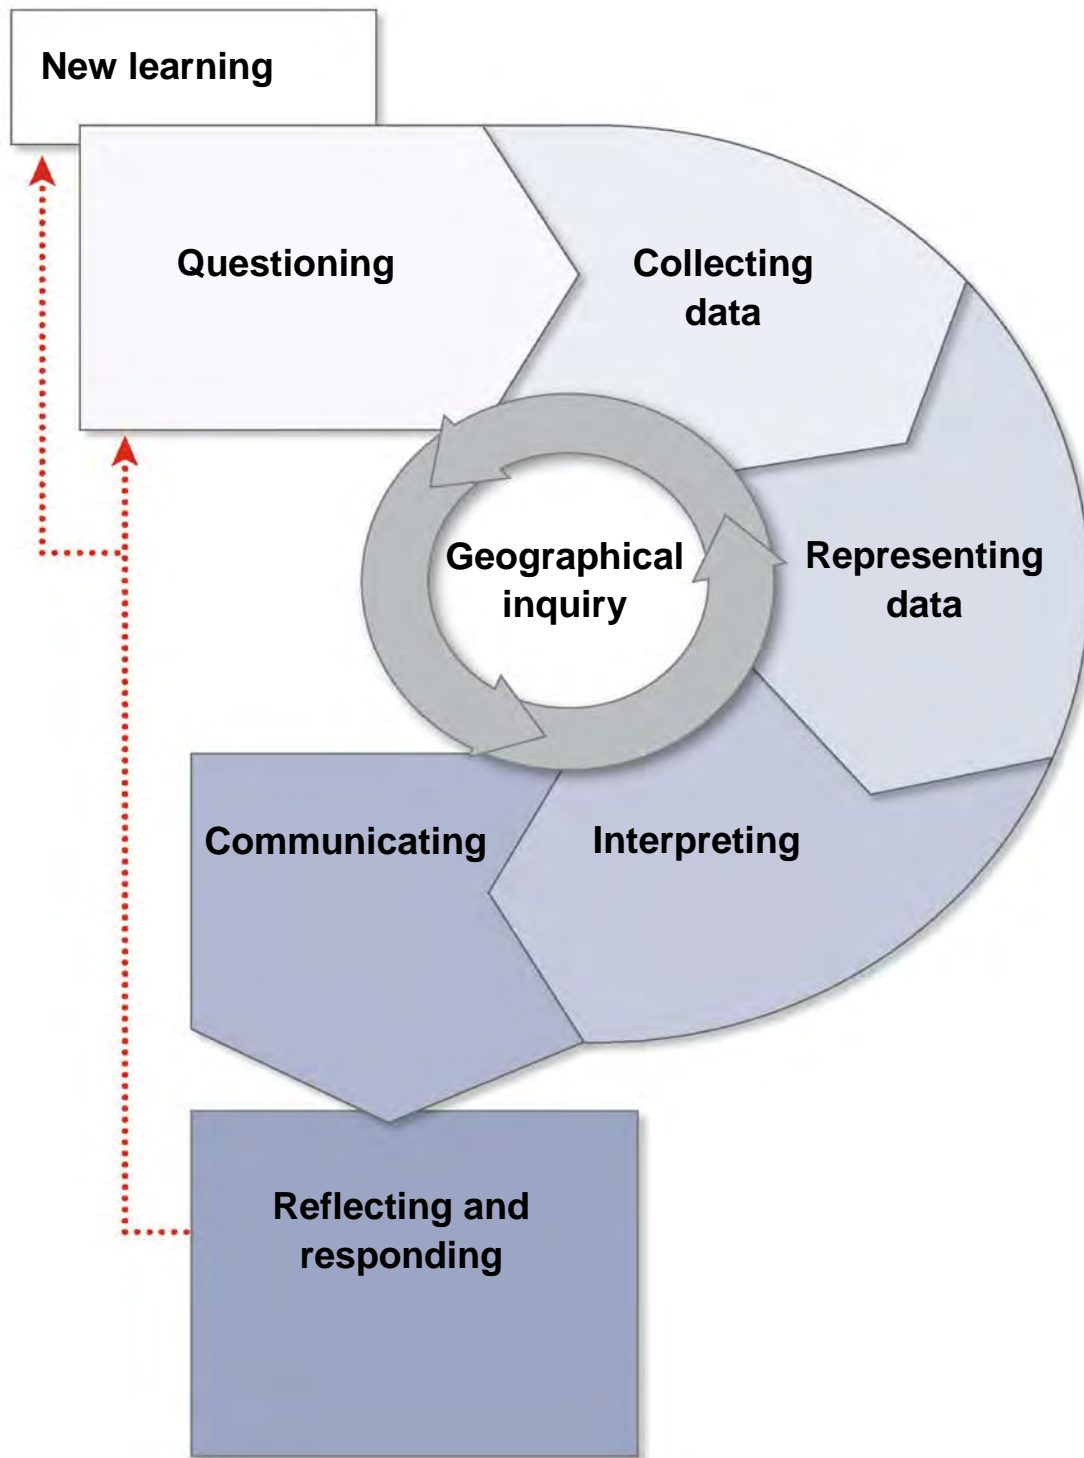 New learning
Questioning
Collecting
data
Representing
data
Geographical
inquiry
Interpreting
Communicating
Reflecting and
responding